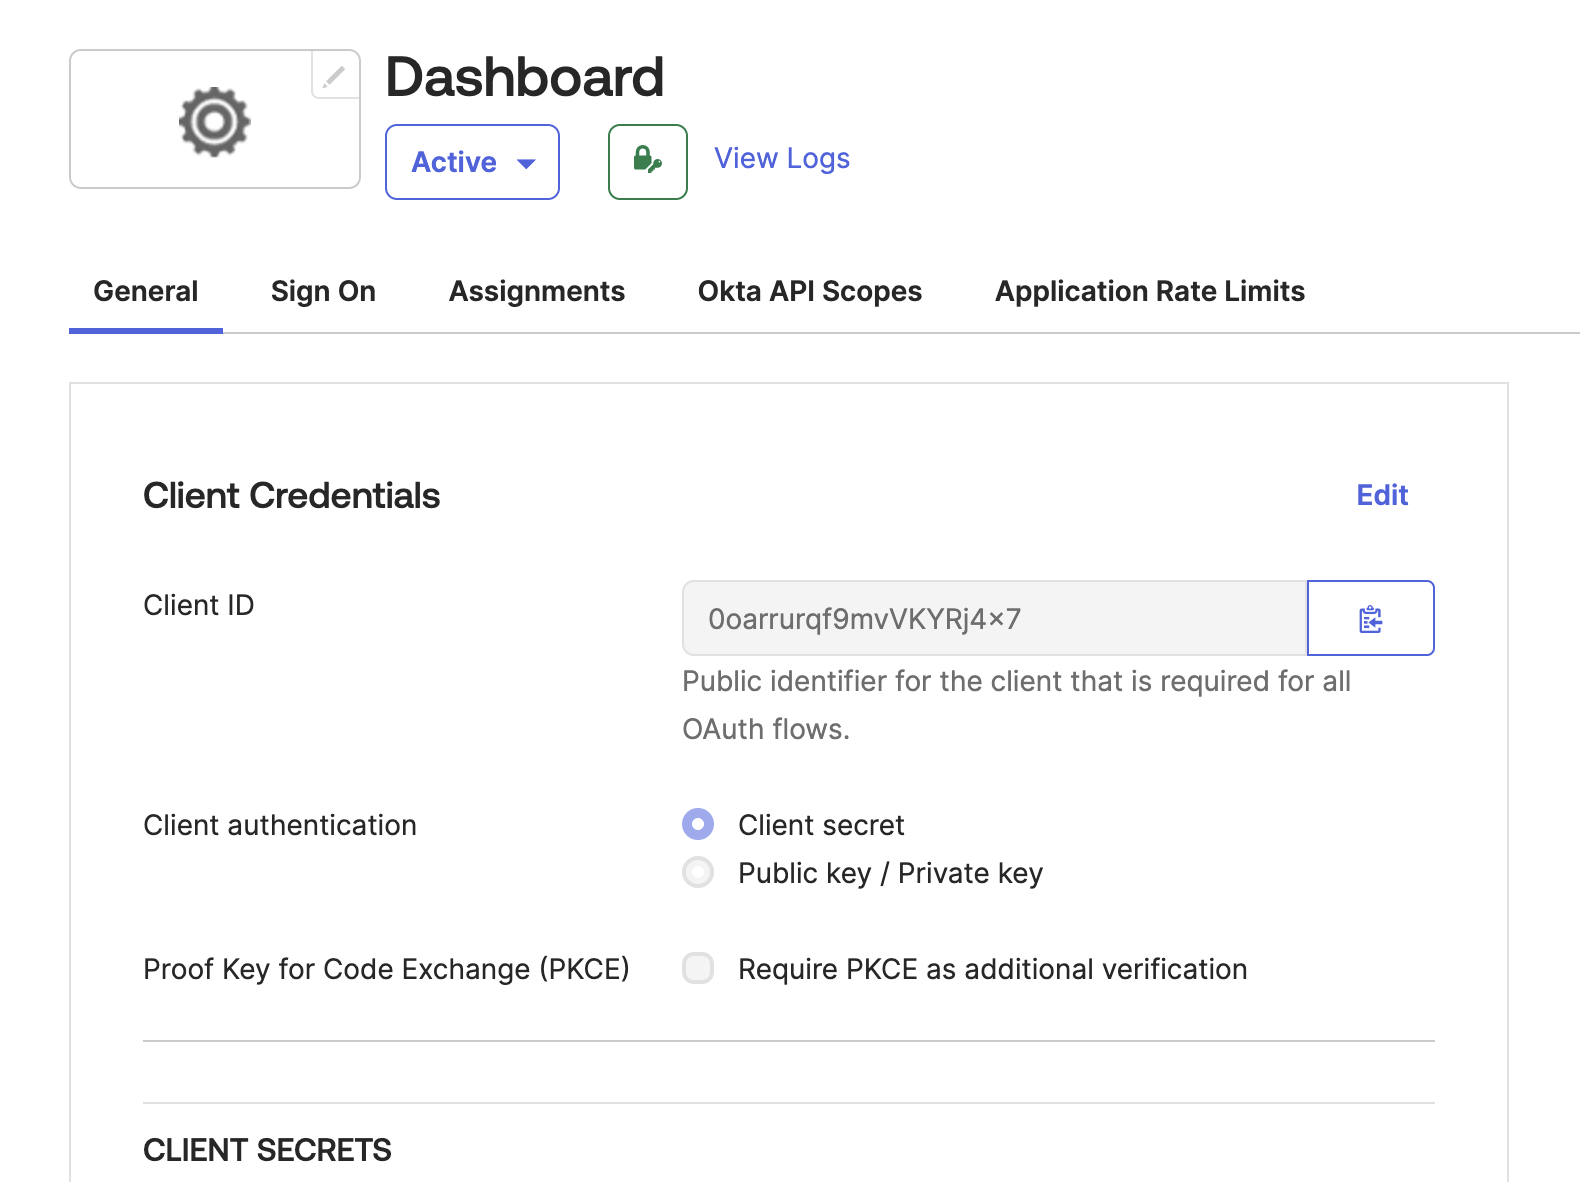 Dashboard
Active
View Logs
General
Sign On
Assignments
Okta API Scopes
Application Rate Limits
Client Credentials
Edit
Client ID
0oarrurqf9mvVKYRj4x7
Public identifier for the client that is required for all
OAuth flows.
Client authentication
Client secret
Public key / Private key
Proof Key for Code Exchange (PKCE)
Require PKCE as additional verification
CLIENT SECRETS